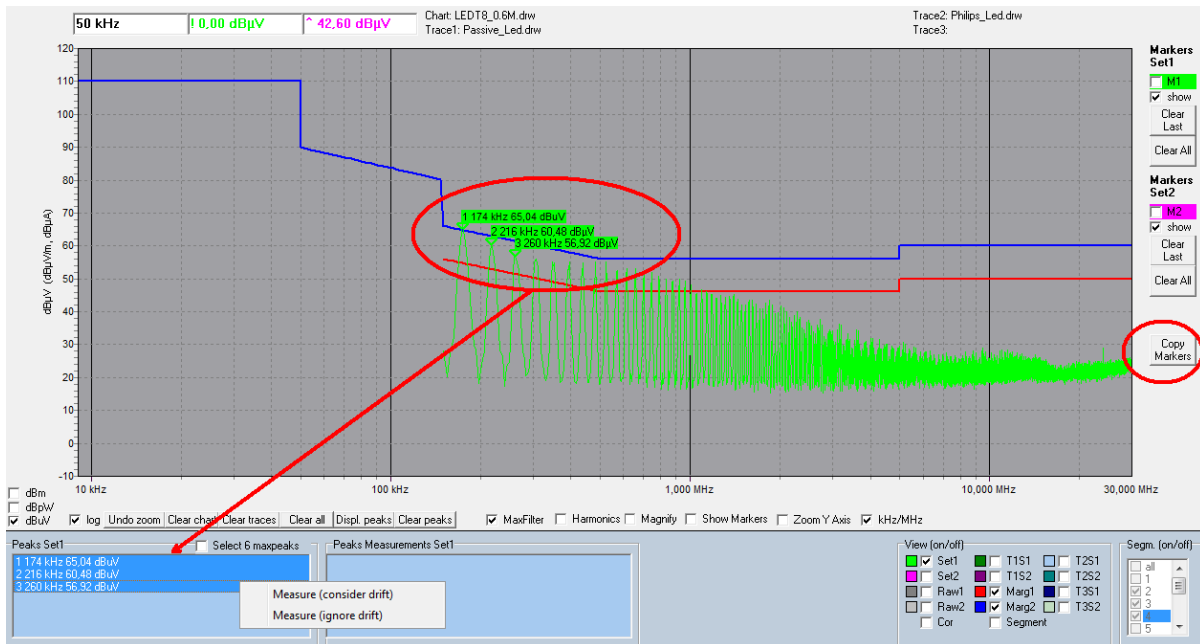 50 kHz
! 0,00 dBµV
^ 42,60 dBµV
Chart: LEDT8_0.6M.drw
Trace1: Passive_Led.drw
Trace2: Philips_Led.drw
Trace3:
120
110
100
90
80
70
60
50
40
30
20
10
0
-10
dBµV (dBµV/m, dBµA)
1 174 kHz 65,04 dBuV
2 216 kHz 60,48 dBµV
3 260 kHz 56,92 dBµV
10 kHz
100 kHz
1,000 MHz
10,000 MHz
30,000 MHz
Markers
Set1
M1
show
Clear
Last
Clear All
Markers
Set2
M2
show
Clear
Last
Clear All
Copy
Markers
dBm
dBpW
dBuV
log
Undo zoom
Clear chart
Clear traces
Clear all
Displ. peaks
Clear peaks
MaxFilter
Harmonics
Magnify
Show Markers
Zoom Y Axis
kHz/MHz
Peaks Set1
Select 6 maxpeaks
1 174 kHz 65,04 dBuV
2 216 kHz 60,48 dBuV
3 260 kHz 56,92 dBuV
Measure (consider drift)
Measure (ignore drift)
Peaks Measurements Set1
View (on/off)
Set1
T1S1
T2S1
Set2
T1S2
T2S2
Raw1
Marg1
T3S1
Raw2
Marg2
T3S2
Cor
Segment
Segm. (on/off)
all
1
2
3
4
5